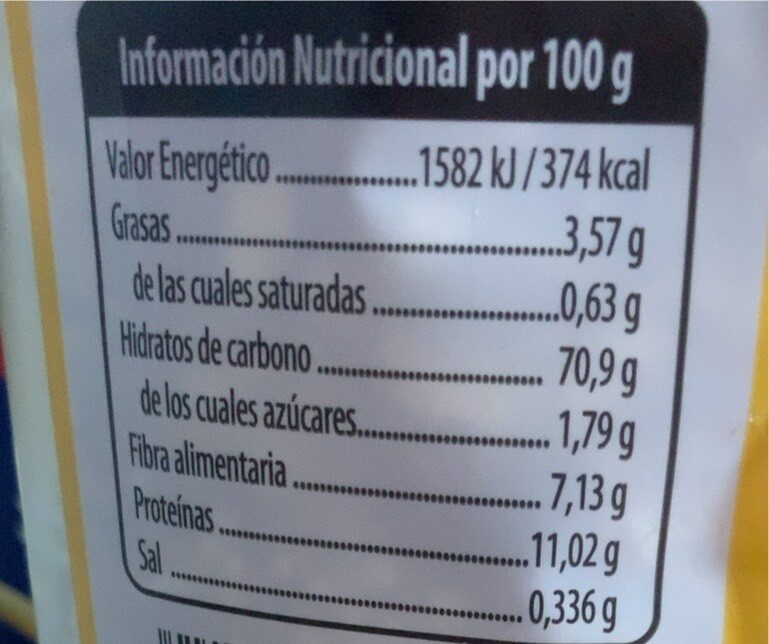 Información Nutricional por 100 g
Valor Energético ................... 1582 kJ / 374 kcal
Grasas ................... 3,57 g
de las cuales saturadas ................... 0,63 g
Hidratos de carbono ................... 70,9 g
de los cuales azúcares ................... 1,79 g
Fibra alimentaria ................... 7,13 g
Proteínas ................... 11,02 g
Sal ................... 0,336 g